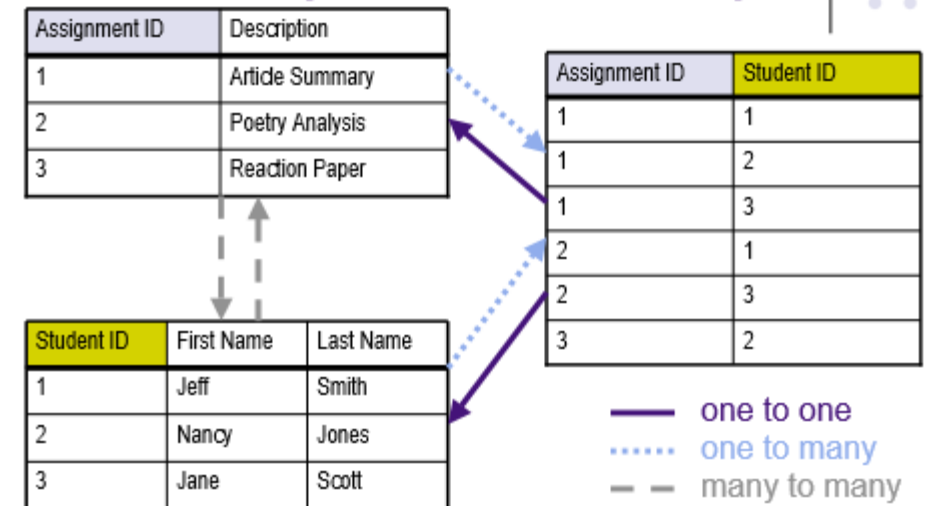 Assignment ID Description
1 Article Summary
2 Poetry Analysis
3 Reaction Paper
Assignment ID Student ID
1 1
1 2
1 3
2 1
2 3
3 2
Student ID First Name Last Name
1 Jeff Smith
2 Nancy Jones
3 Jane Scott
one to one
one to many
many to many